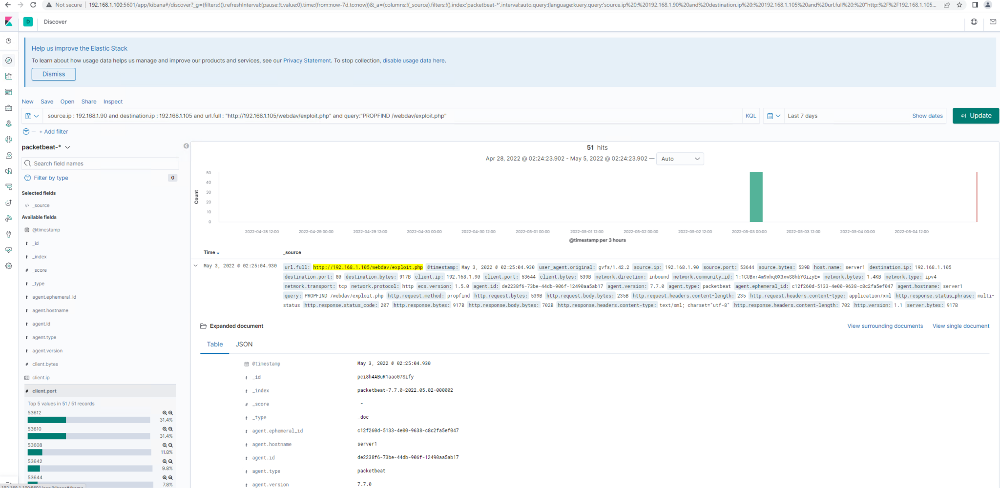 Not secure | 192.168.1.100:5601/app/kibana#/discover?_g=(filters:!(),refreshInterval:(pause:!t,value:0),time:(from:now-7d,to:now))&_a=(columns:!(_source),filters:!(),index:'packetbeat-*',interval:auto,query:(language:kuery,query:'source.ip%20:%20192.168.1.90%20and%20destination.ip%20:%20192.168.1.105%20and%20url.full%20:%20"http:%2F%2F192.168.1.105...
D Discover
Help us improve the Elastic Stack
To learn about how usage data helps us manage and improve our products and services, see our Privacy Statement. To stop collection, disable usage data here.
Dismiss
New Save Open Share Inspect
source.ip : 192.168.1.90 and destination.ip : 192.168.1.105 and url.full : "http://192.168.1.105/webdav/exploit.php" and query:"PROPFIND /webdav/exploit.php" KQL Last 7 days Show dates Update
+ Add filter
packetbeat-*
Search field names
Filter by type 0
Selected fields
_source
Available fields
@timestamp
t _id
t _index
# _score
t _type
t agent.ephemeral_id
t agent.hostname
t agent.id
t agent.type
t agent.version
# client.bytes
client.ip
# client.port
Top 5 values in 51 / 51 records
53612
31.4%
53610
31.4%
53608
11.8%
53642
9.8%
53644
7.8%
51 hits
Apr 28, 2022 @ 02:24:23.902 - May 5, 2022 @ 02:24:23.902 — Auto
Count
50
40
30
20
10
0
2022-04-28 12:00 2022-04-29 00:00 2022-04-29 12:00 2022-04-30 00:00 2022-04-30 12:00 2022-05-01 00:00 2022-05-01 12:00 2022-05-02 00:00 2022-05-02 12:00 2022-05-03 00:00 2022-05-03 12:00 2022-05-04 00:00 2022-05-04 12:00
@timestamp per 3 hours
Time _source
May 3, 2022 @ 02:25:04.930 url.full: http://192.168.1.105/webdav/exploit.php @timestamp: May 3, 2022 @ 02:25:04.930 user_agent.original: gvfs/1.42.2 source.ip: 192.168.1.90 source.port: 53644 source.bytes: 539B host.name: server1 destination.ip: 192.168.1.105
destination.port: 80 destination.bytes: 917B client.ip: 192.168.1.90 client.port: 53644 client.bytes: 539B network.direction: inbound network.community_id: 1:1CUBxr4m9xhq0X3xwS8hbYGizyE= network.bytes: 1.4KB network.type: ipv4
network.transport: tcp network.protocol: http ecs.version: 1.5.0 agent.id: de2238f6-73be-44db-906f-12490aa5ab17 agent.version: 7.7.0 agent.type: packetbeat agent.ephemeral_id: c12f260d-5133-4e00-9638-c8c2fa5ef047 agent.hostname: server1
query: PROPFIND /webdav/exploit.php http.request.method: propfind http.request.bytes: 539B http.request.body.bytes: 235B http.request.headers.content-length: 235 http.request.headers.content-type: application/xml http.response.status_phrase: multi-
status http.response.status_code: 207 http.response.bytes: 917B http.response.body.bytes: 702B http.response.headers.content-type: text/xml; charset="utf-8" http.response.headers.content-length: 702 http.version: 1.1 server.bytes: 917B
Expanded document View surrounding documents View single document
Table JSON
@timestamp May 3, 2022 @ 02:25:04.930
t _id pci8h4ABuR1aao07Sify
t _index packetbeat-7.7.0-2022.05.02-000002
# _score -
t _type _doc
t agent.ephemeral_id c12f260d-5133-4e00-9638-c8c2fa5ef047
t agent.hostname server1
t agent.id de2238f6-73be-44db-906f-12490aa5ab17
t agent.type packetbeat
t agent.version 7.7.0